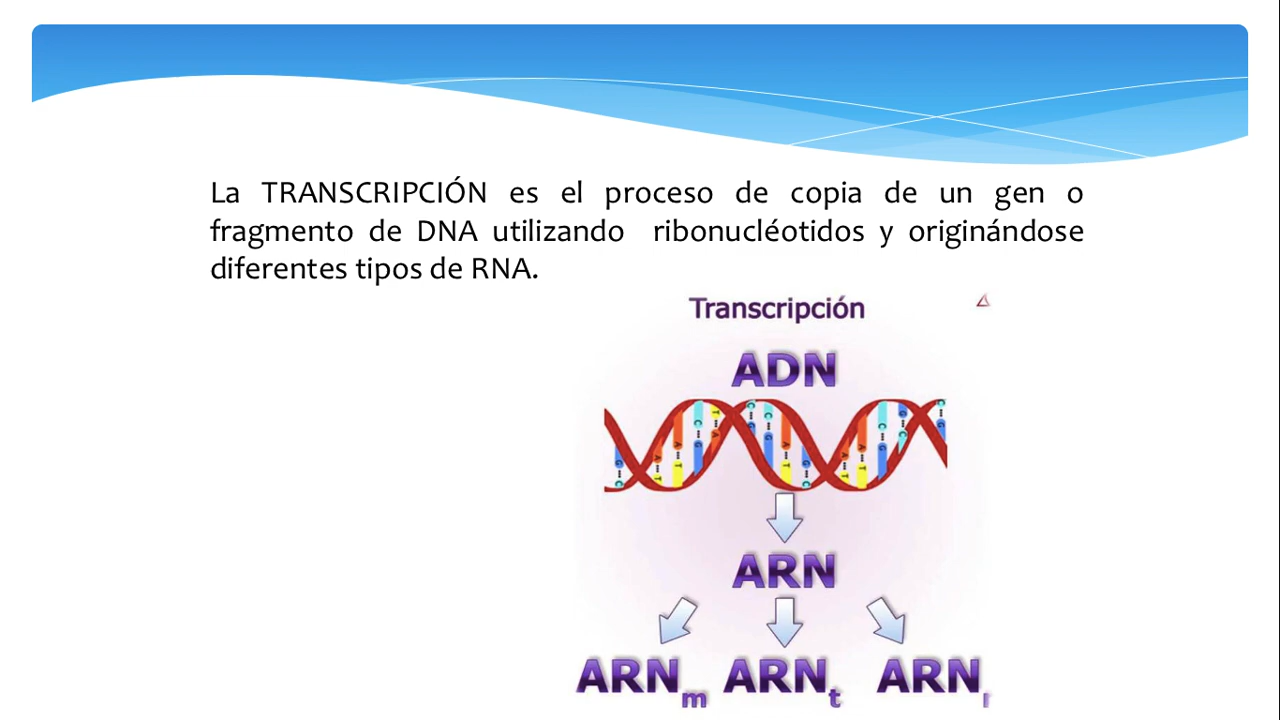 La TRANSCRIPCIÓN es el proceso de copia de un gen o
fragmento de DNA utilizando ribonucléotidos y originándose
diferentes tipos de RNA.
Transcripción
ADN
ARN
ARNm ARNt ARN